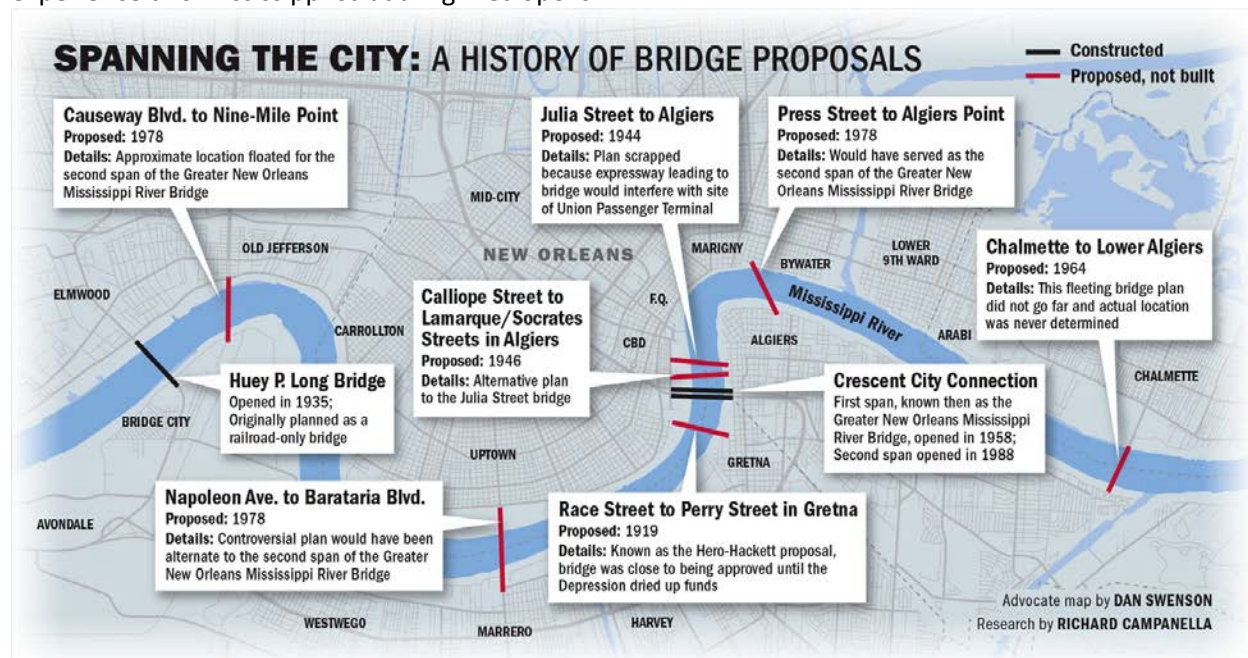 SPANNING THE CITY: A HISTORY OF BRIDGE PROPOSALS
Constructed
Proposed, not built
Causeway Blvd. to Nine-Mile Point
Proposed: 1978
Details: Approximate location floated for the
second span of the Greater New Orleans
Mississippi River Bridge
Julia Street to Algiers
Proposed: 1944
Details: Plan scrapped
because expressway leading to
bridge would interfere with site
of Union Passenger Terminal
Press Street to Algiers Point
Proposed: 1978
Details: Would have served as the
second span of the Greater New
Orleans Mississippi River Bridge
MID-CITY
OLD JEFFERSON
NEW ORLEANS
MARIGNY
BYWATER
LOWER
9TH WARD
Chalmette to Lower Algiers
Proposed: 1964
Details: This fleeting bridge plan
did not go far and actual location
was never determined
ELMWOOD
CARROLLTON
Calliope Street to
Lamarque/Socrates
Streets in Algiers
Proposed: 1946
Details: Alternative plan
to the Julia Street bridge
F.Q.
CBD
Mississippi River
ALGIERS
ARABI
CHALMETTE
Huey P. Long Bridge
Opened in 1935;
Originally planned as a
railroad-only bridge
BRIDGE CITY
Crescent City Connection
First span, known then as the
Greater New Orleans Mississippi
River Bridge, opened in 1958;
Second span opened in 1988
UPTOWN
GRETNA
Napoleon Ave. to Barataria Blvd.
Proposed: 1978
Details: Controversial plan would have been
alternate to the second span of the Greater
New Orleans Mississippi River Bridge
AVONDALE
Race Street to Perry Street in Gretna
Proposed: 1919
Details: Known as the Hero-Hackett proposal,
bridge was close to being approved until the
Depression dried up funds
WESTWEGO
MARRERO
HARVEY
Advocate map by DAN SWENSON
Research by RICHARD CAMPANELLA